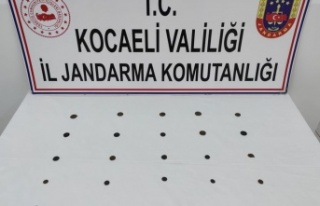 T.C.
KOCAELİ VALİLİĞİ
İL JANDARMA KOMUTANLIĞI